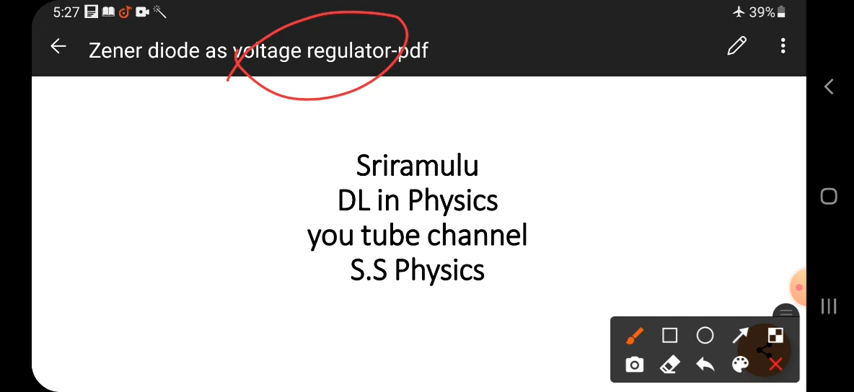 5:27
39%
Zener diode as voltage regulator-pdf
Sriramulu
DL in Physics
you tube channel
S.S Physics